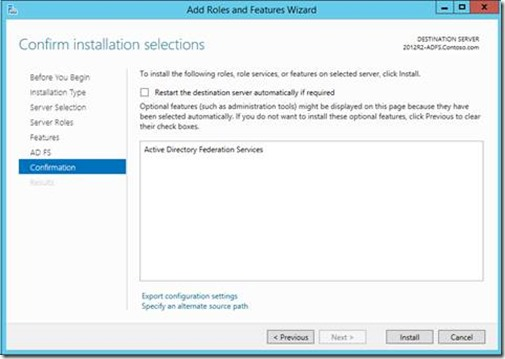 Add Roles and Features Wizard
Confirm installation selections
DESTINATION SERVER
2012R2-ADFS.Contoso.com
Before You Begin
Installation Type
Server Selection
Server Roles
Features
AD FS
Confirmation
Results
To install the following roles, role services, or features on selected server, click Install.
Restart the destination server automatically if required
Optional features (such as administration tools) might be displayed on this page because they have
been selected automatically. If you do not want to install these optional features, click Previous to clear
their check boxes.
Active Directory Federation Services
Export configuration settings
Specify an alternate source path
< Previous
Next >
Install
Cancel